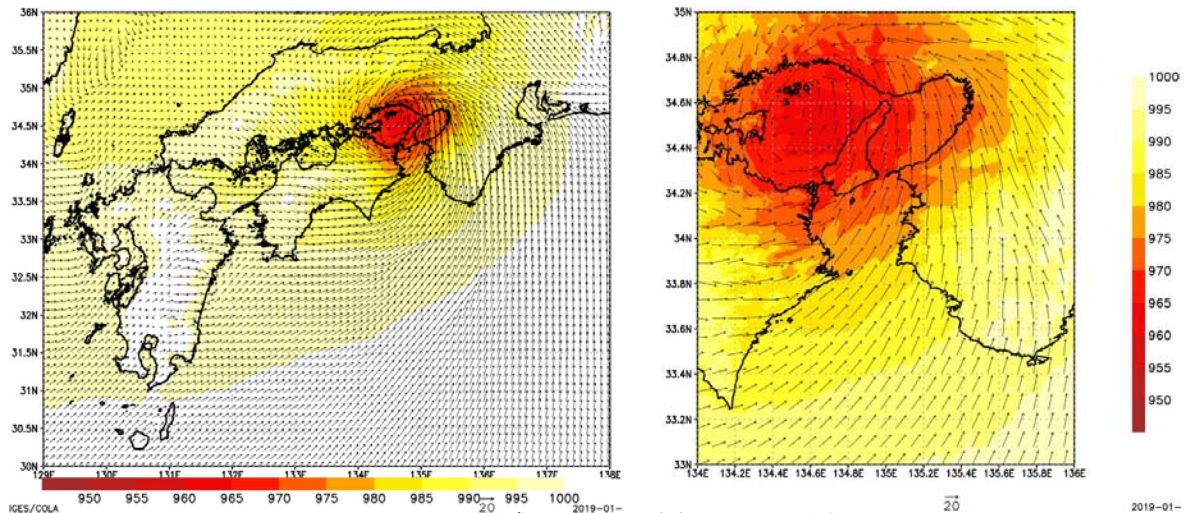 36N
35.5N
35N
34.5N
34N
33.5N
33N
32.5N
32N
31.5N
31N
30.5N
30N
129E 130E 131E 132E 133E 134E 135E 136E 137E 138E
950 955 960 965 970 975 980 985 990 995 1000
20
IGES/COLA
2019-01-
35N
34.8N
34.6N
34.4N
34.2N
34N
33.8N
33.6N
33.4N
33.2N
33N
134E 134.2E 134.4E 134.6E 134.8E 135E 135.2E 135.4E 135.6E 135.8E 136E
20
2019-01-
1000
995
990
985
980
975
970
965
960
955
950